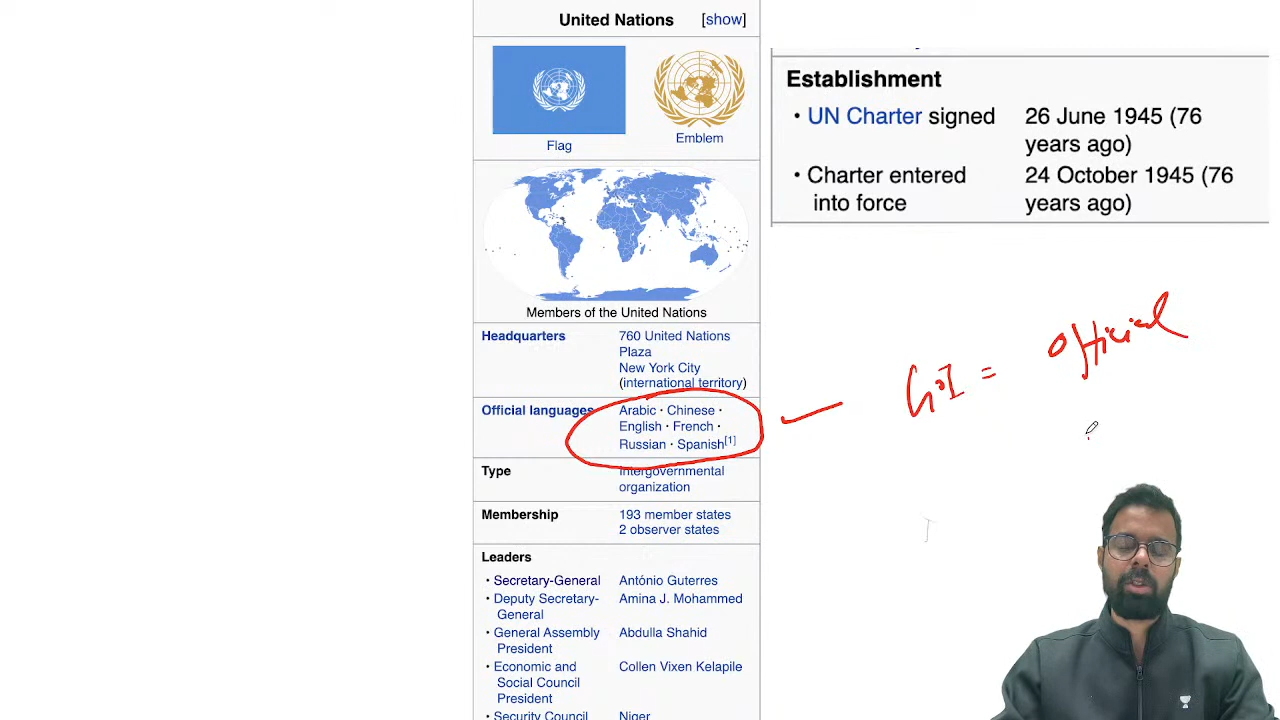 United Nations [show]
Flag
Emblem
Members of the United Nations
Headquarters 760 United Nations
Plaza
New York City
(international territory)
Official languages Arabic · Chinese ·
English · French ·
Russian · Spanish[1]
Type Intergovernmental
organization
Membership 193 member states
2 observer states
Leaders
• Secretary-General António Guterres
• Deputy Secretary- Amina J. Mohammed
General
• General Assembly Abdulla Shahid
President
• Economic and Collen Vixen Kelapile
Social Council
President
• Security Council Niger
Establishment
• UN Charter signed 26 June 1945 (76
years ago)
• Charter entered 24 October 1945 (76
into force years ago)
GoI = Official